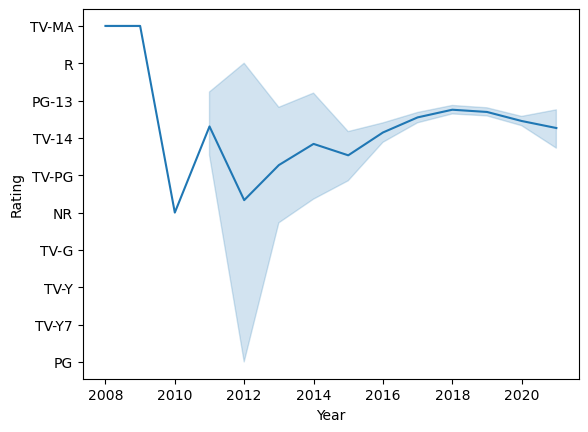 TV-MA
R
PG-13
TV-14
TV-PG
NR
TV-G
TV-Y
TV-Y7
PG
Rating
2008 2010 2012 2014 2016 2018 2020
Year